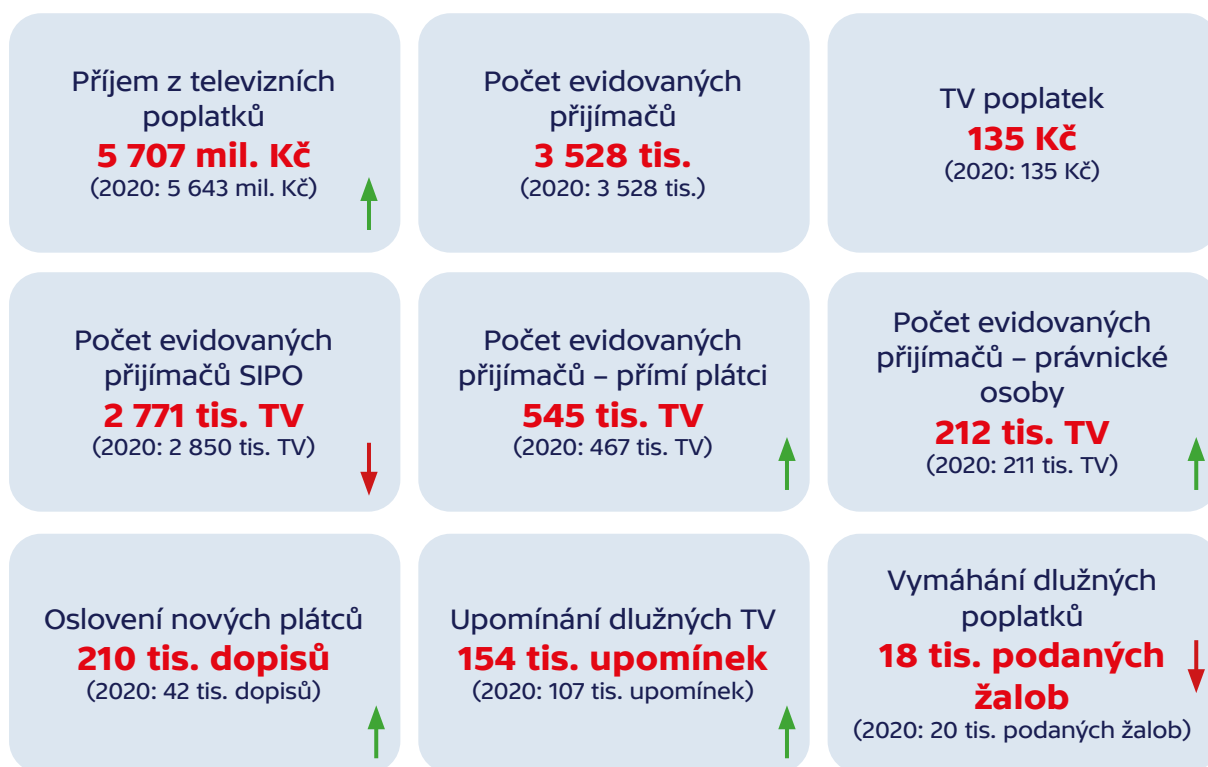 Příjem z televizních
poplatků
5 707 mil. Kč
(2020: 5 643 mil. Kč)
Počet evidovaných
přijímačů
3 528 tis.
(2020: 3 528 tis.)
TV poplatek
135 Kč
(2020: 135 Kč)
Počet evidovaných
přijímačů SIPO
2 771 tis. TV
(2020: 2 850 tis. TV)
Počet evidovaných
přijímačů – přímí plátci
545 tis. TV
(2020: 467 tis. TV)
Počet evidovaných
přijímačů – právnické
osoby
212 tis. TV
(2020: 211 tis. TV)
Oslovení nových plátců
210 tis. dopisů
(2020: 42 tis. dopisů)
Upomínání dlužných TV
154 tis. upomínek
(2020: 107 tis. upomínek)
Vymáhání dlužných
poplatků
18 tis. podaných
žalob
(2020: 20 tis. podaných žalob)